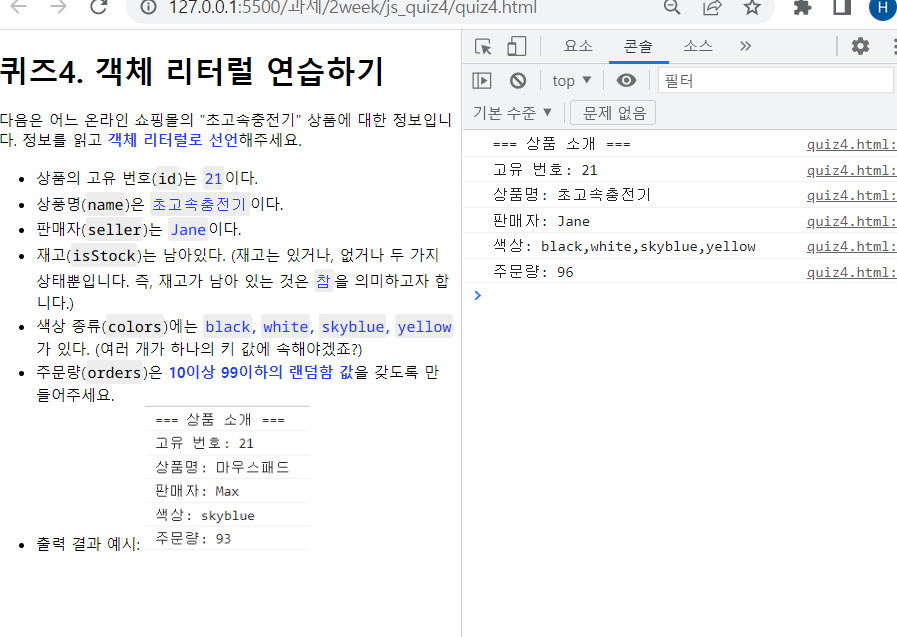 127.0.0.1:5500/과제/2week/js_quiz4/quiz4.html
H
퀴즈4. 객체 리터럴 연습하기
다음은 어느 온라인 쇼핑몰의 "초고속충전기" 상품에 대한 정보입니
다. 정보를 읽고 객체 리터럴로 선언해주세요.
• 상품의 고유 번호(id)는 21이다.
• 상풍명(name)은 초고속충전기이다.
• 판매자(seller)는 Jane이다.
• 재고(isStock)는 남아있다. (재고는 있거나, 없거나 두 가지
상태뿐입니다. 즉, 재고가 남아 있는 것은 참을 의미하고자 합
니다.)
• 색상 종류(colors)에는 black, white, skyblue, yellow
가 있다. (여러 개가 하나의 키 값에 속해야겠죠?)
• 주문량(orders)은 10이상 99이하의 랜덤함 값을 갖도록 만
들어주세요.
• 출력 결과 예시:
=== 상품 소개 ===
고유 번호: 21
상품명: 마우스패드
판매자: Max
색상: skyblue
주문량: 93
요소 콘솔 소스 »
top ▼ 필터
기본 수준 ▼ 문제 없음
=== 상품 소개 === quiz4.html:
고유 번호: 21 quiz4.html:
상품명: 초고속충전기 quiz4.html:
판매자: Jane quiz4.html:
색상: black,white,skyblue,yellow quiz4.html:
주문량: 96 quiz4.html: